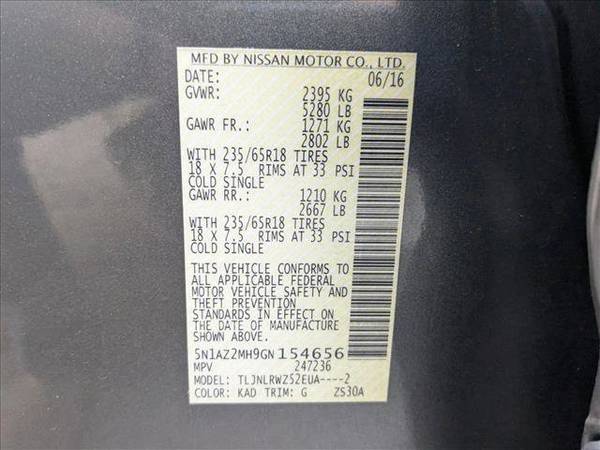 MFD BY NISSAN MOTOR CO., LTD.
DATE: 06/16
GVWR: 2395 KG
5280 LB
GAWR FR.: 1271 KG
2802 LB
WITH 235/65R18 TIRES
18 X 7.5 RIMS AT 33 PSI
COLD SINGLE
GAWR RR.: 1210 KG
2667 LB
WITH 235/65R18 TIRES
18 X 7.5 RIMS AT 33 PSI
COLD SINGLE
THIS VEHICLE CONFORMS TO
ALL APPLICABLE FEDERAL
MOTOR VEHICLE SAFETY AND
THEFT PREVENTION
STANDARDS IN EFFECT ON
THE DATE OF MANUFACTURE
SHOWN ABOVE.
5N1AZ2MH9GN154656
MPV 247236
MODEL: TLJNLRWZ52EUA----2
COLOR: KAD TRIM: G ZS30A